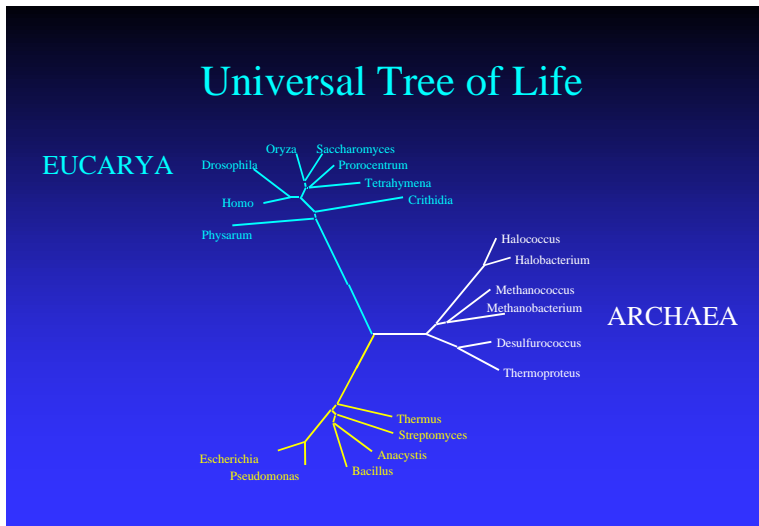 Universal Tree of Life
EUCARYA
Oryza
Saccharomyces
Drosophila
Prorocentrum
Tetrahymena
Homo
Crithidia
Physarum
Halococcus
Halobacterium
Methanococcus
Methanobacterium
ARCHAEA
Desulfurococcus
Thermoproteus
Thermus
Streptomyces
Escherichia
Anacystis
Pseudomonas
Bacillus